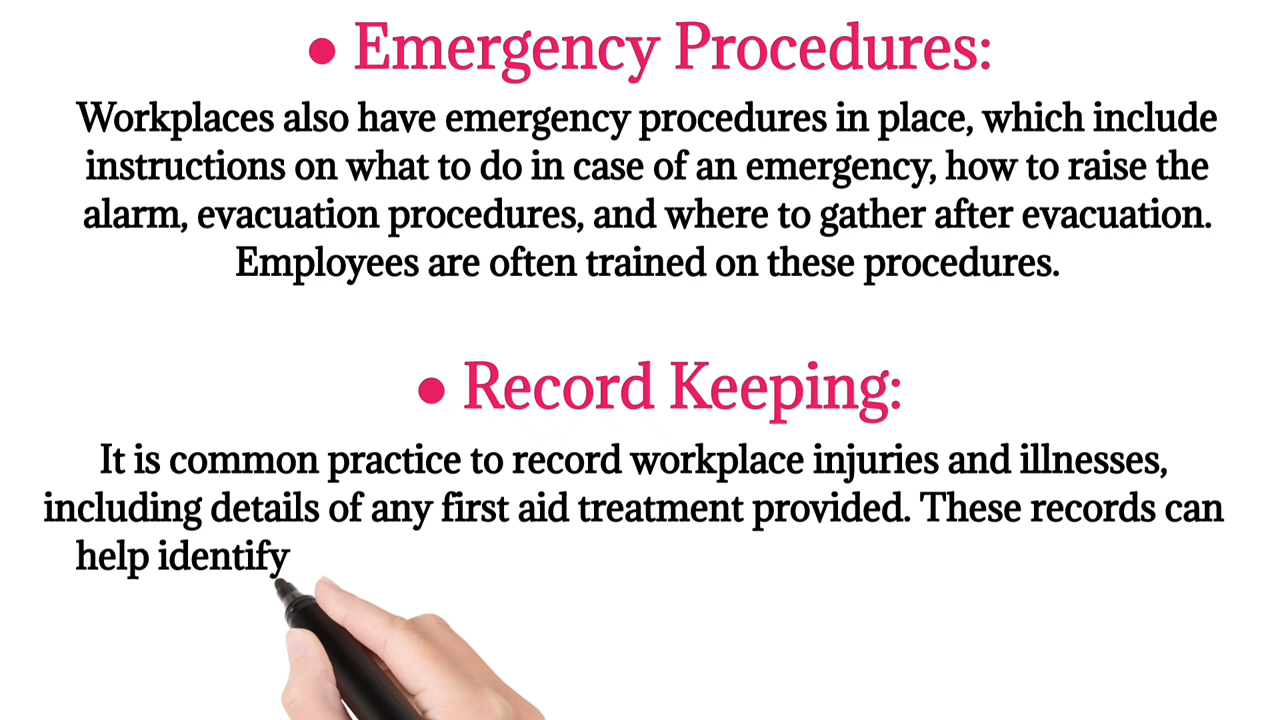 • Emergency Procedures:
Workplaces also have emergency procedures in place, which include
instructions on what to do in case of an emergency, how to raise the
alarm, evacuation procedures, and where to gather after evacuation.
Employees are often trained on these procedures.
• Record Keeping:
It is common practice to record workplace injuries and illnesses,
including details of any first aid treatment provided. These records can
help identify